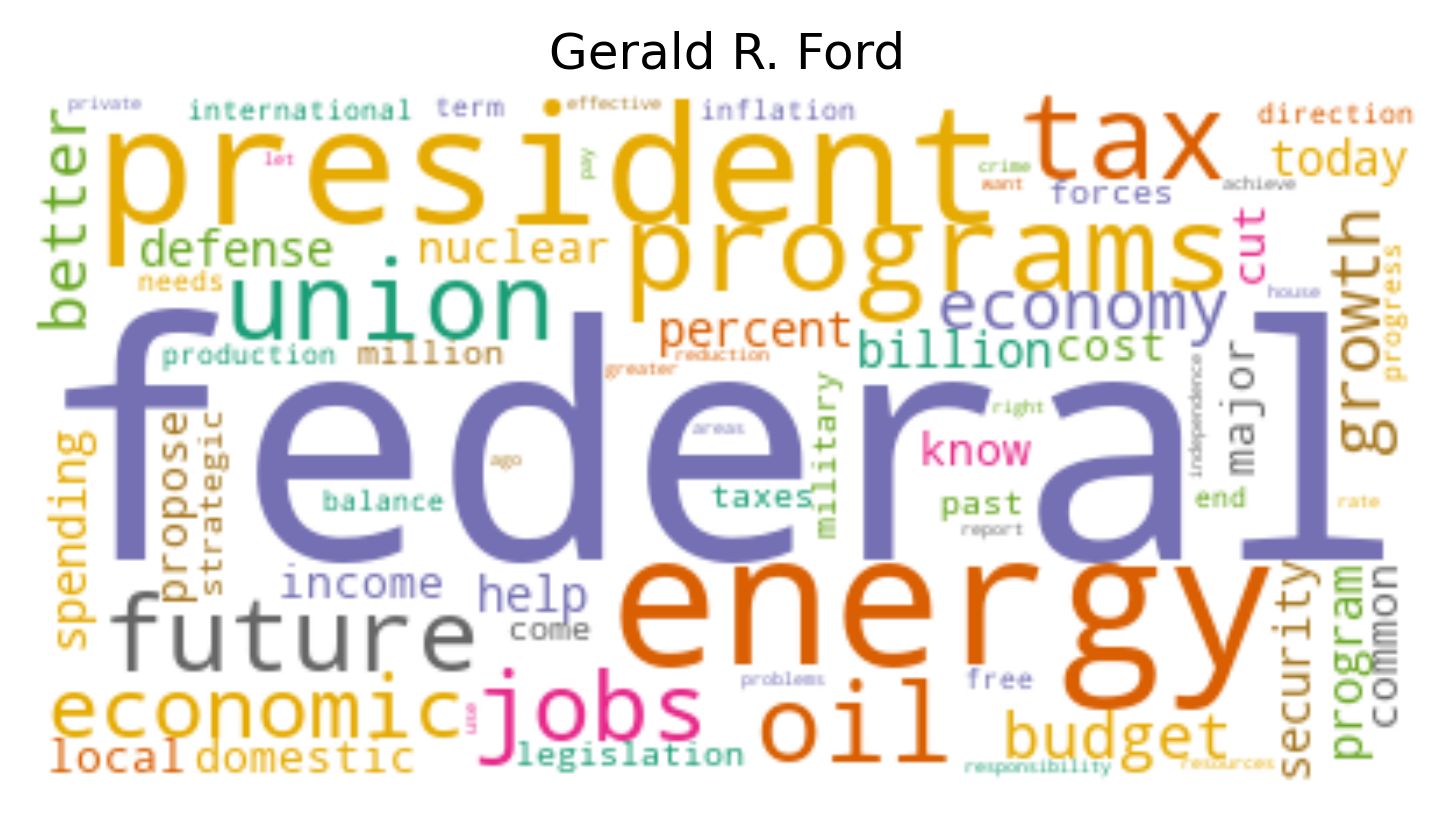 Gerald R. Ford
private
international
term
effective
inflation
tax
direction
better
president
let
pay
crime
want
today
forces
achieve
defense
nuclear
programs
cut
growth
progress
needs
union
economy
house
percent
production
million
reduction
greater
billion
cost
federal
independence
major
military
right
areas
know
ago
propose
strategic
spending
balance
taxes
past
end
rate
report
income
help
come
future
energy
security
program
common
economic
use
jobs
problems
free
oil
budget
local
domestic
legislation
responsibility
resources